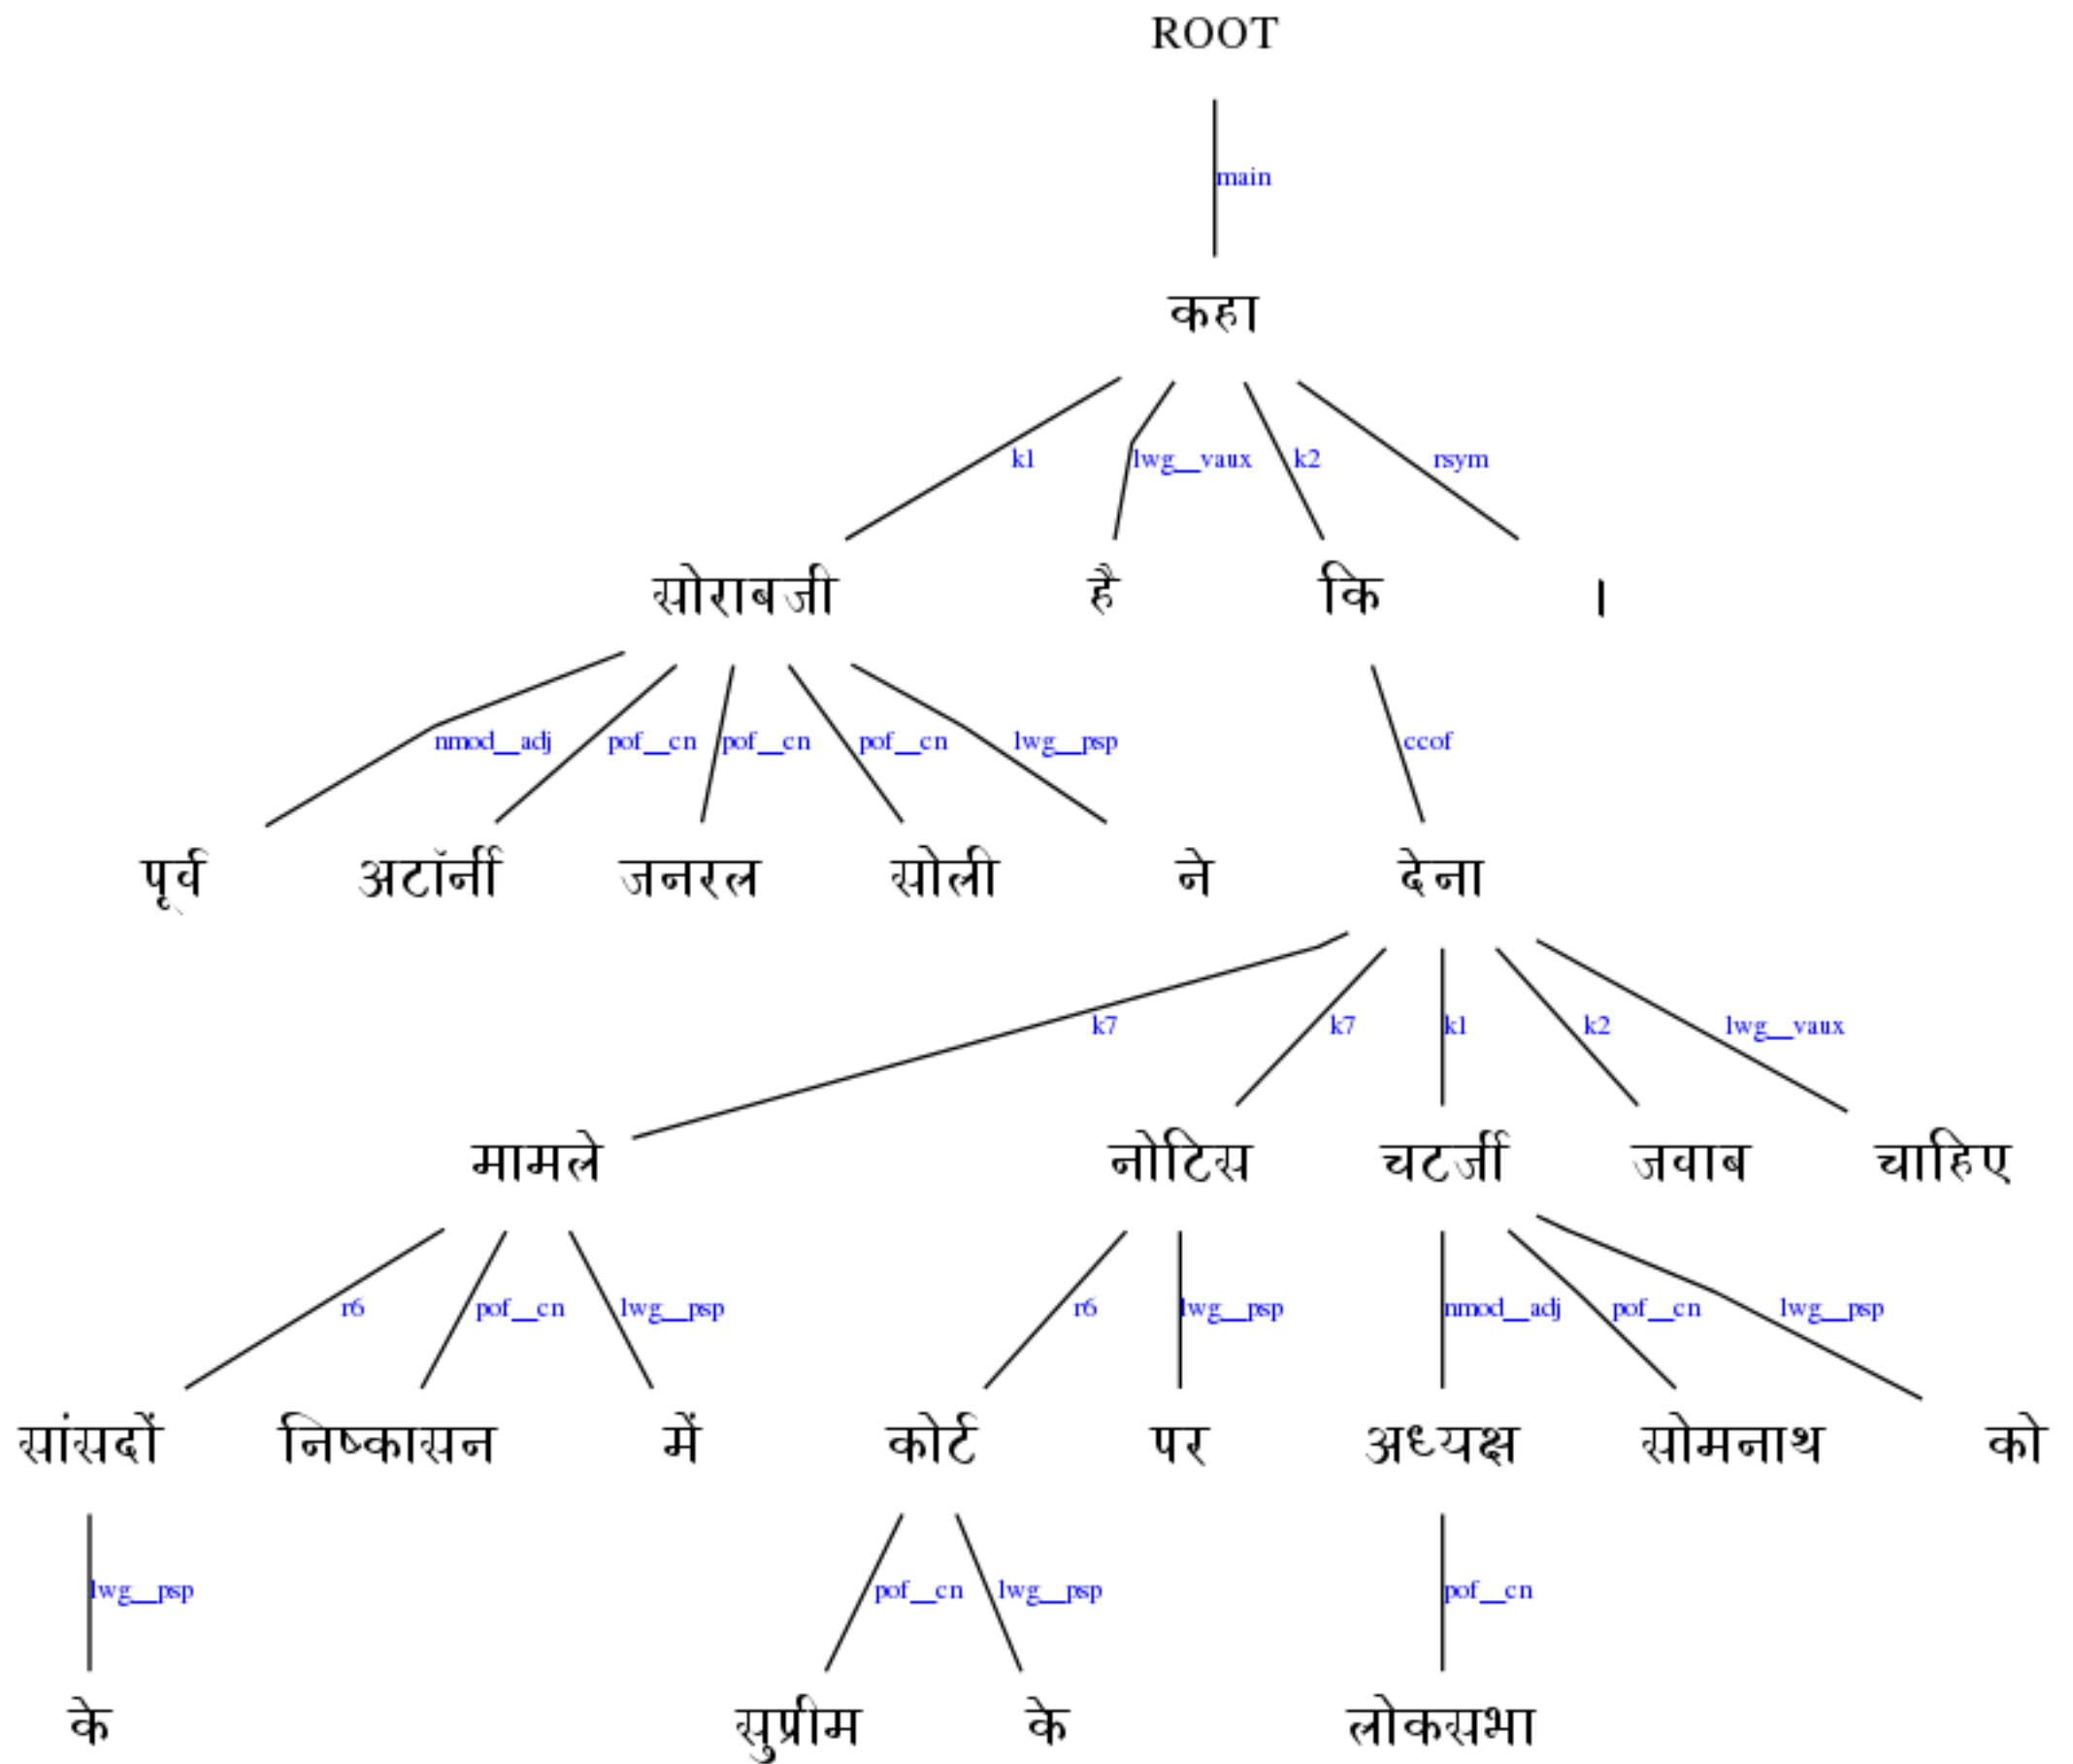 ROOT
main
कहा
k1 lwg__vaux k2 rsym
सोराबजी है कि ।
nmod__adj pof__cn pof__cn pof__cn lwg__psp ccof
पूर्व अटॉर्नी जनरल सोली ने देना
k7 k7 k1 k2 lwg__vaux
मामले नोटिस चटर्जी जवाब चाहिए
r6 pof__cn lwg__psp r6 lwg__psp nmod__adj pof__cn lwg__psp
सांसदों निष्कासन में कोर्ट पर अध्यक्ष सोमनाथ को
lwg__psp pof__cn lwg__psp pof__cn
के सुप्रीम के लोकसभा